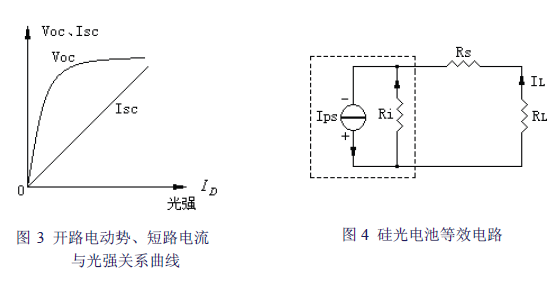 Voc、Isc
Voc
Isc
0
I_D
光强
图 3 开路电动势、短路电流
与光强关系曲线
Rs
IL
Ips
−
+
Ri
RL
图 4 硅光电池等效电路